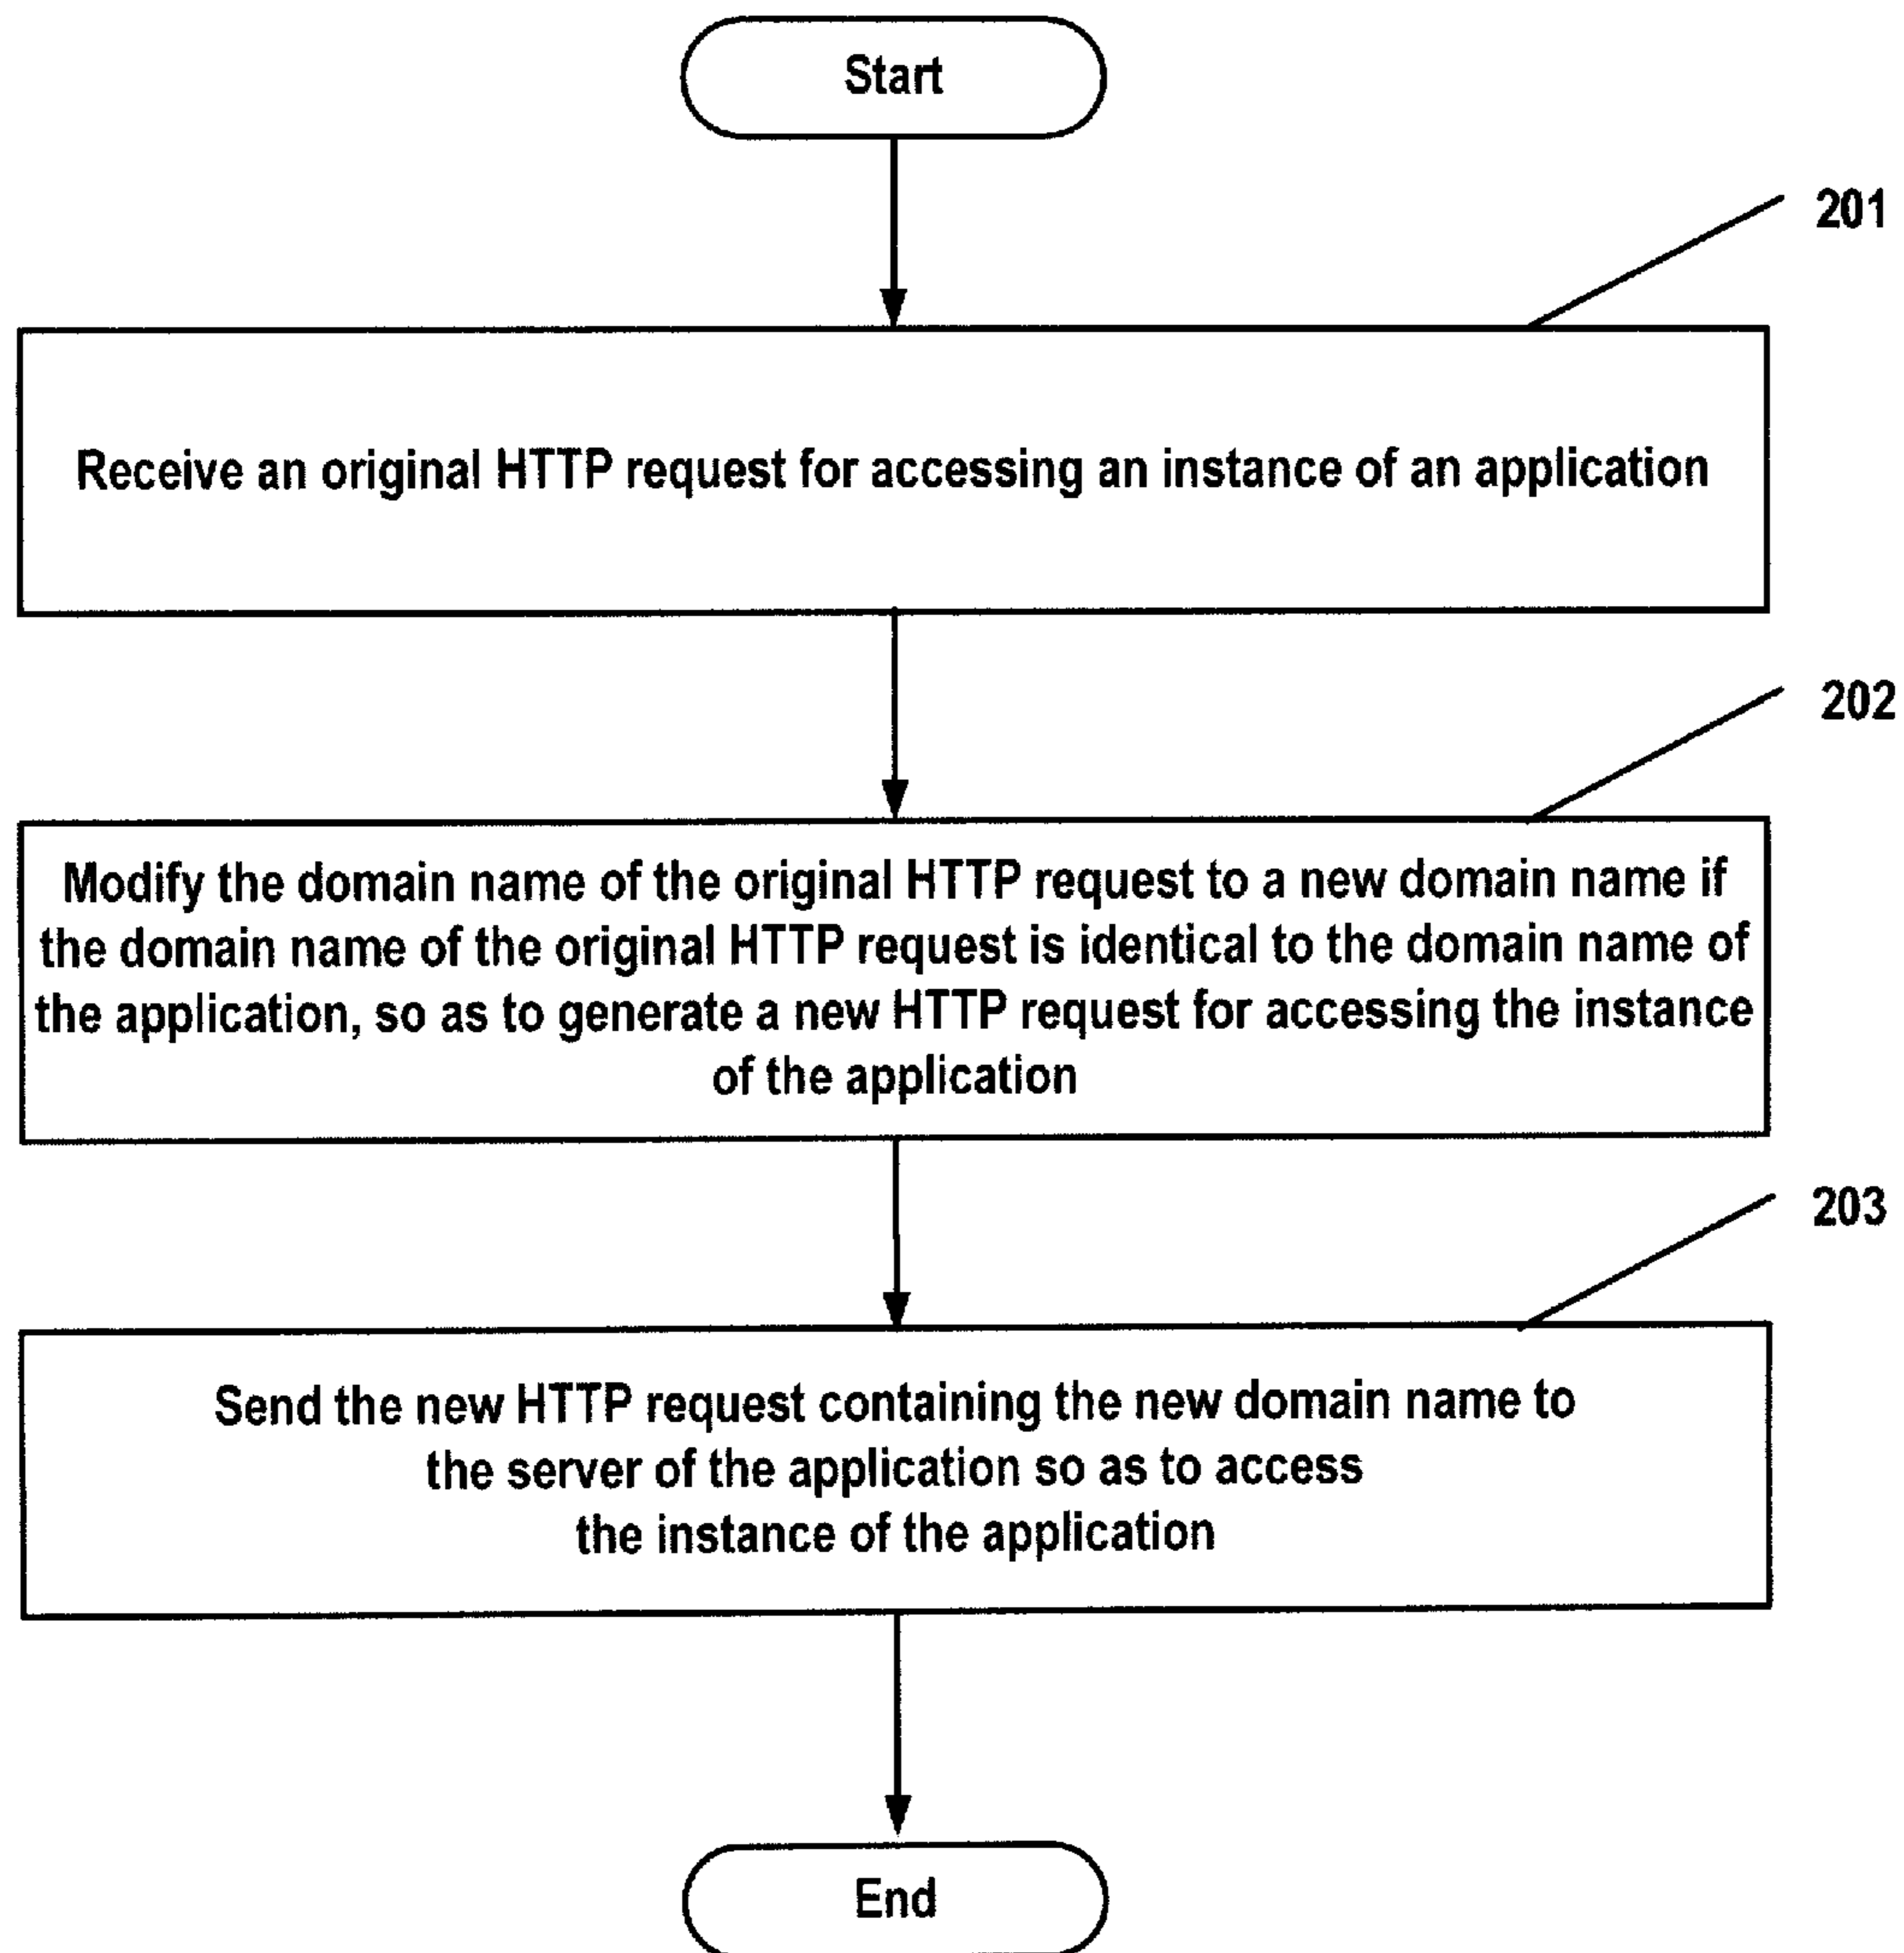 Start
201
Receive an original HTTP request for accessing an instance of an application
202
Modify the domain name of the original HTTP request to a new domain name if
the domain name of the original HTTP request is identical to the domain name of
the application, so as to generate a new HTTP request for accessing the instance
of the application
203
Send the new HTTP request containing the new domain name to
the server of the application so as to access
the instance of the application
End